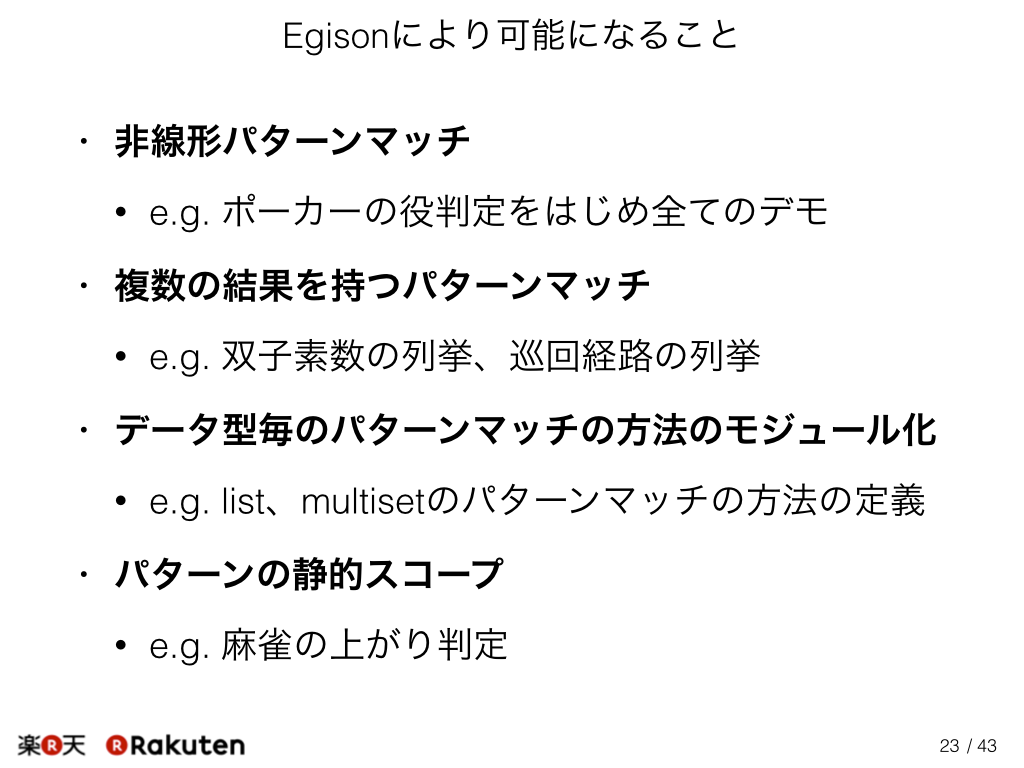 Egisonにより可能になること
• 非線形パターンマッチ
• e.g. ポーカーの役判定をはじめ全てのデモ
• 複数の結果を持つパターンマッチ
• e.g. 双子素数の列挙、巡回経路の列挙
• データ型毎のパターンマッチの方法のモジュール化
• e.g. list、multisetのパターンマッチの方法の定義
• パターンの静的スコープ
• e.g. 麻雀の上がり判定
楽R天 R Rakuten
23 / 43